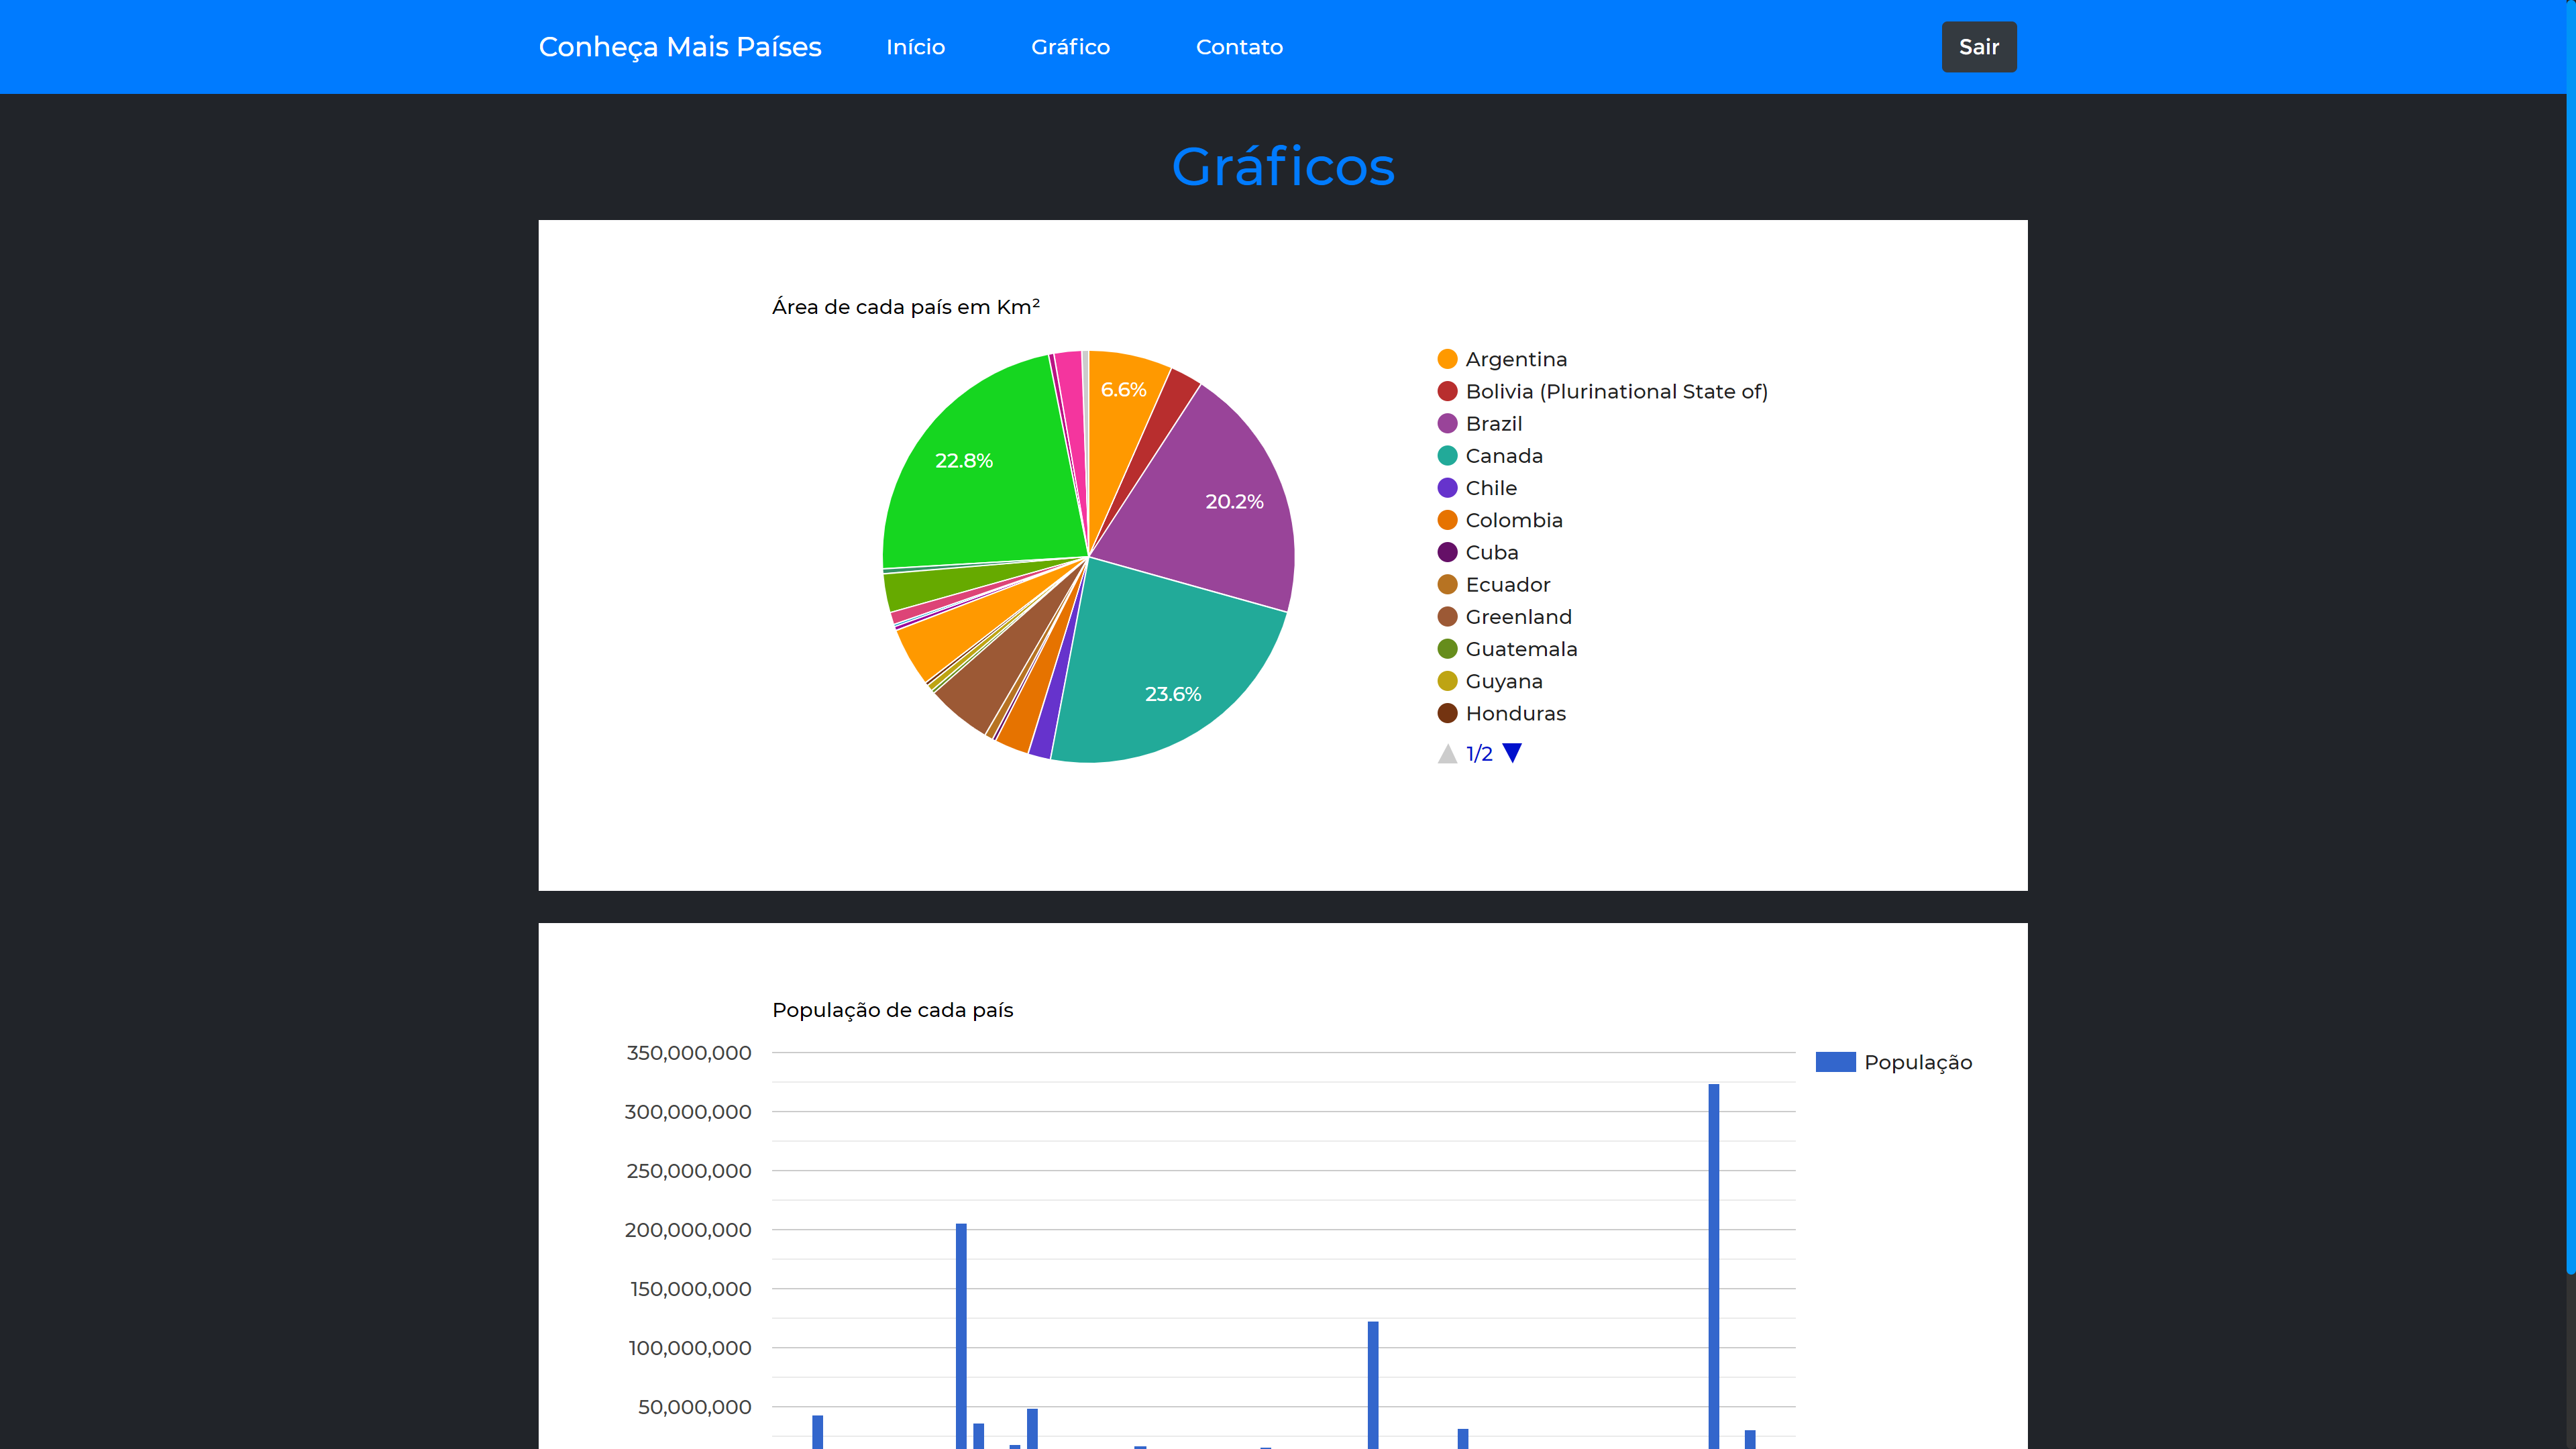 Conheça Mais Países Início Gráfico Contato Sair
Gráficos
Área de cada país em Km²
6.6%
22.8%
20.2%
23.6%
Argentina
Bolivia (Plurinational State of)
Brazil
Canada
Chile
Colombia
Cuba
Ecuador
Greenland
Guatemala
Guyana
Honduras
1/2
População de cada país
350,000,000
300,000,000
250,000,000
200,000,000
150,000,000
100,000,000
50,000,000
População